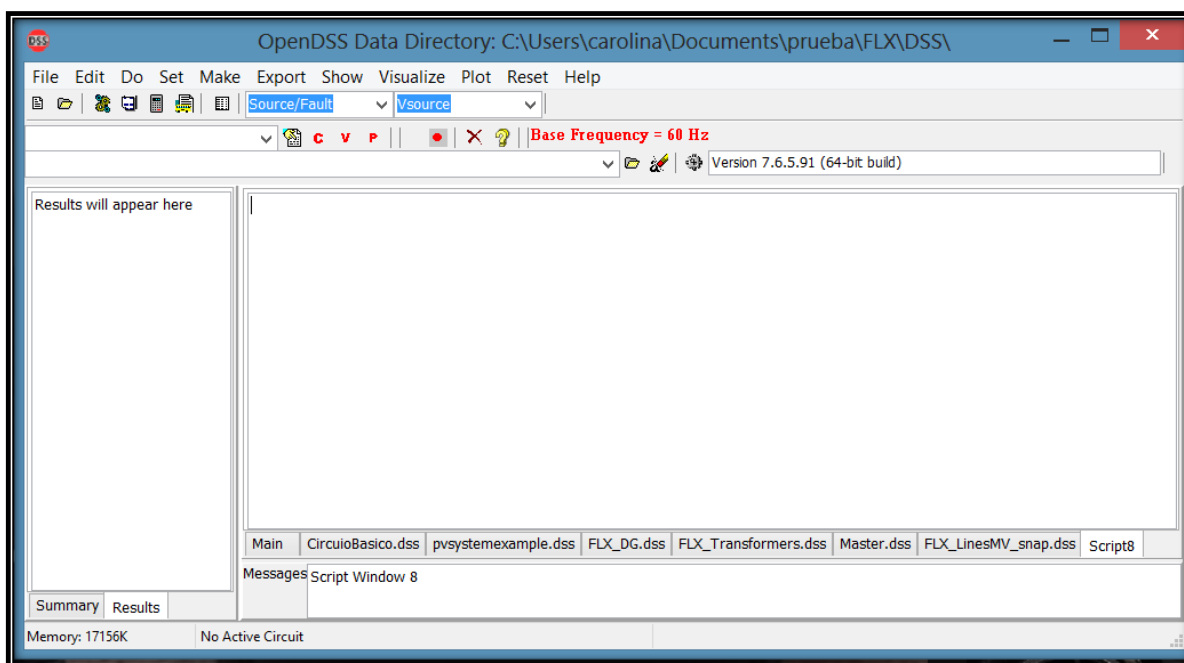 DSS
OpenDSS Data Directory: C:\Users\carolina\Documents\prueba\FLX\DSS\
File Edit Do Set Make Export Show Visualize Plot Reset Help
Source/Fault Vsource
C V P Base Frequency = 60 Hz
Version 7.6.5.91 (64-bit build)
Results will appear here
Main CircuioBasico.dss pvsystemexample.dss FLX_DG.dss FLX_Transformers.dss Master.dss FLX_LinesMV_snap.dss Script8
Messages Script Window 8
Summary Results
Memory: 17156K No Active Circuit